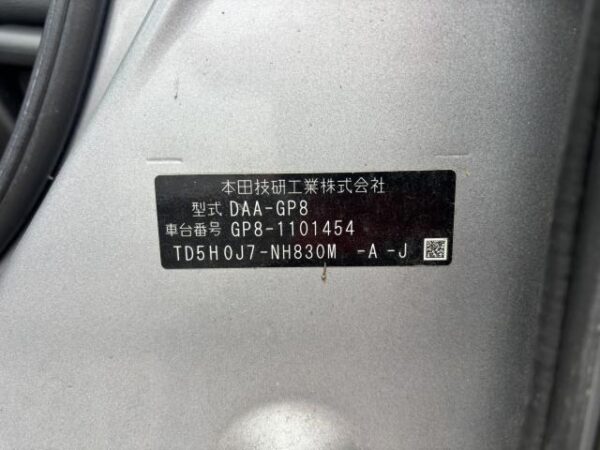 本田技研工業株式会社
型式 DAA-GP8
車台番号 GP8-1101454
TD5H0J7-NH830M -A -J